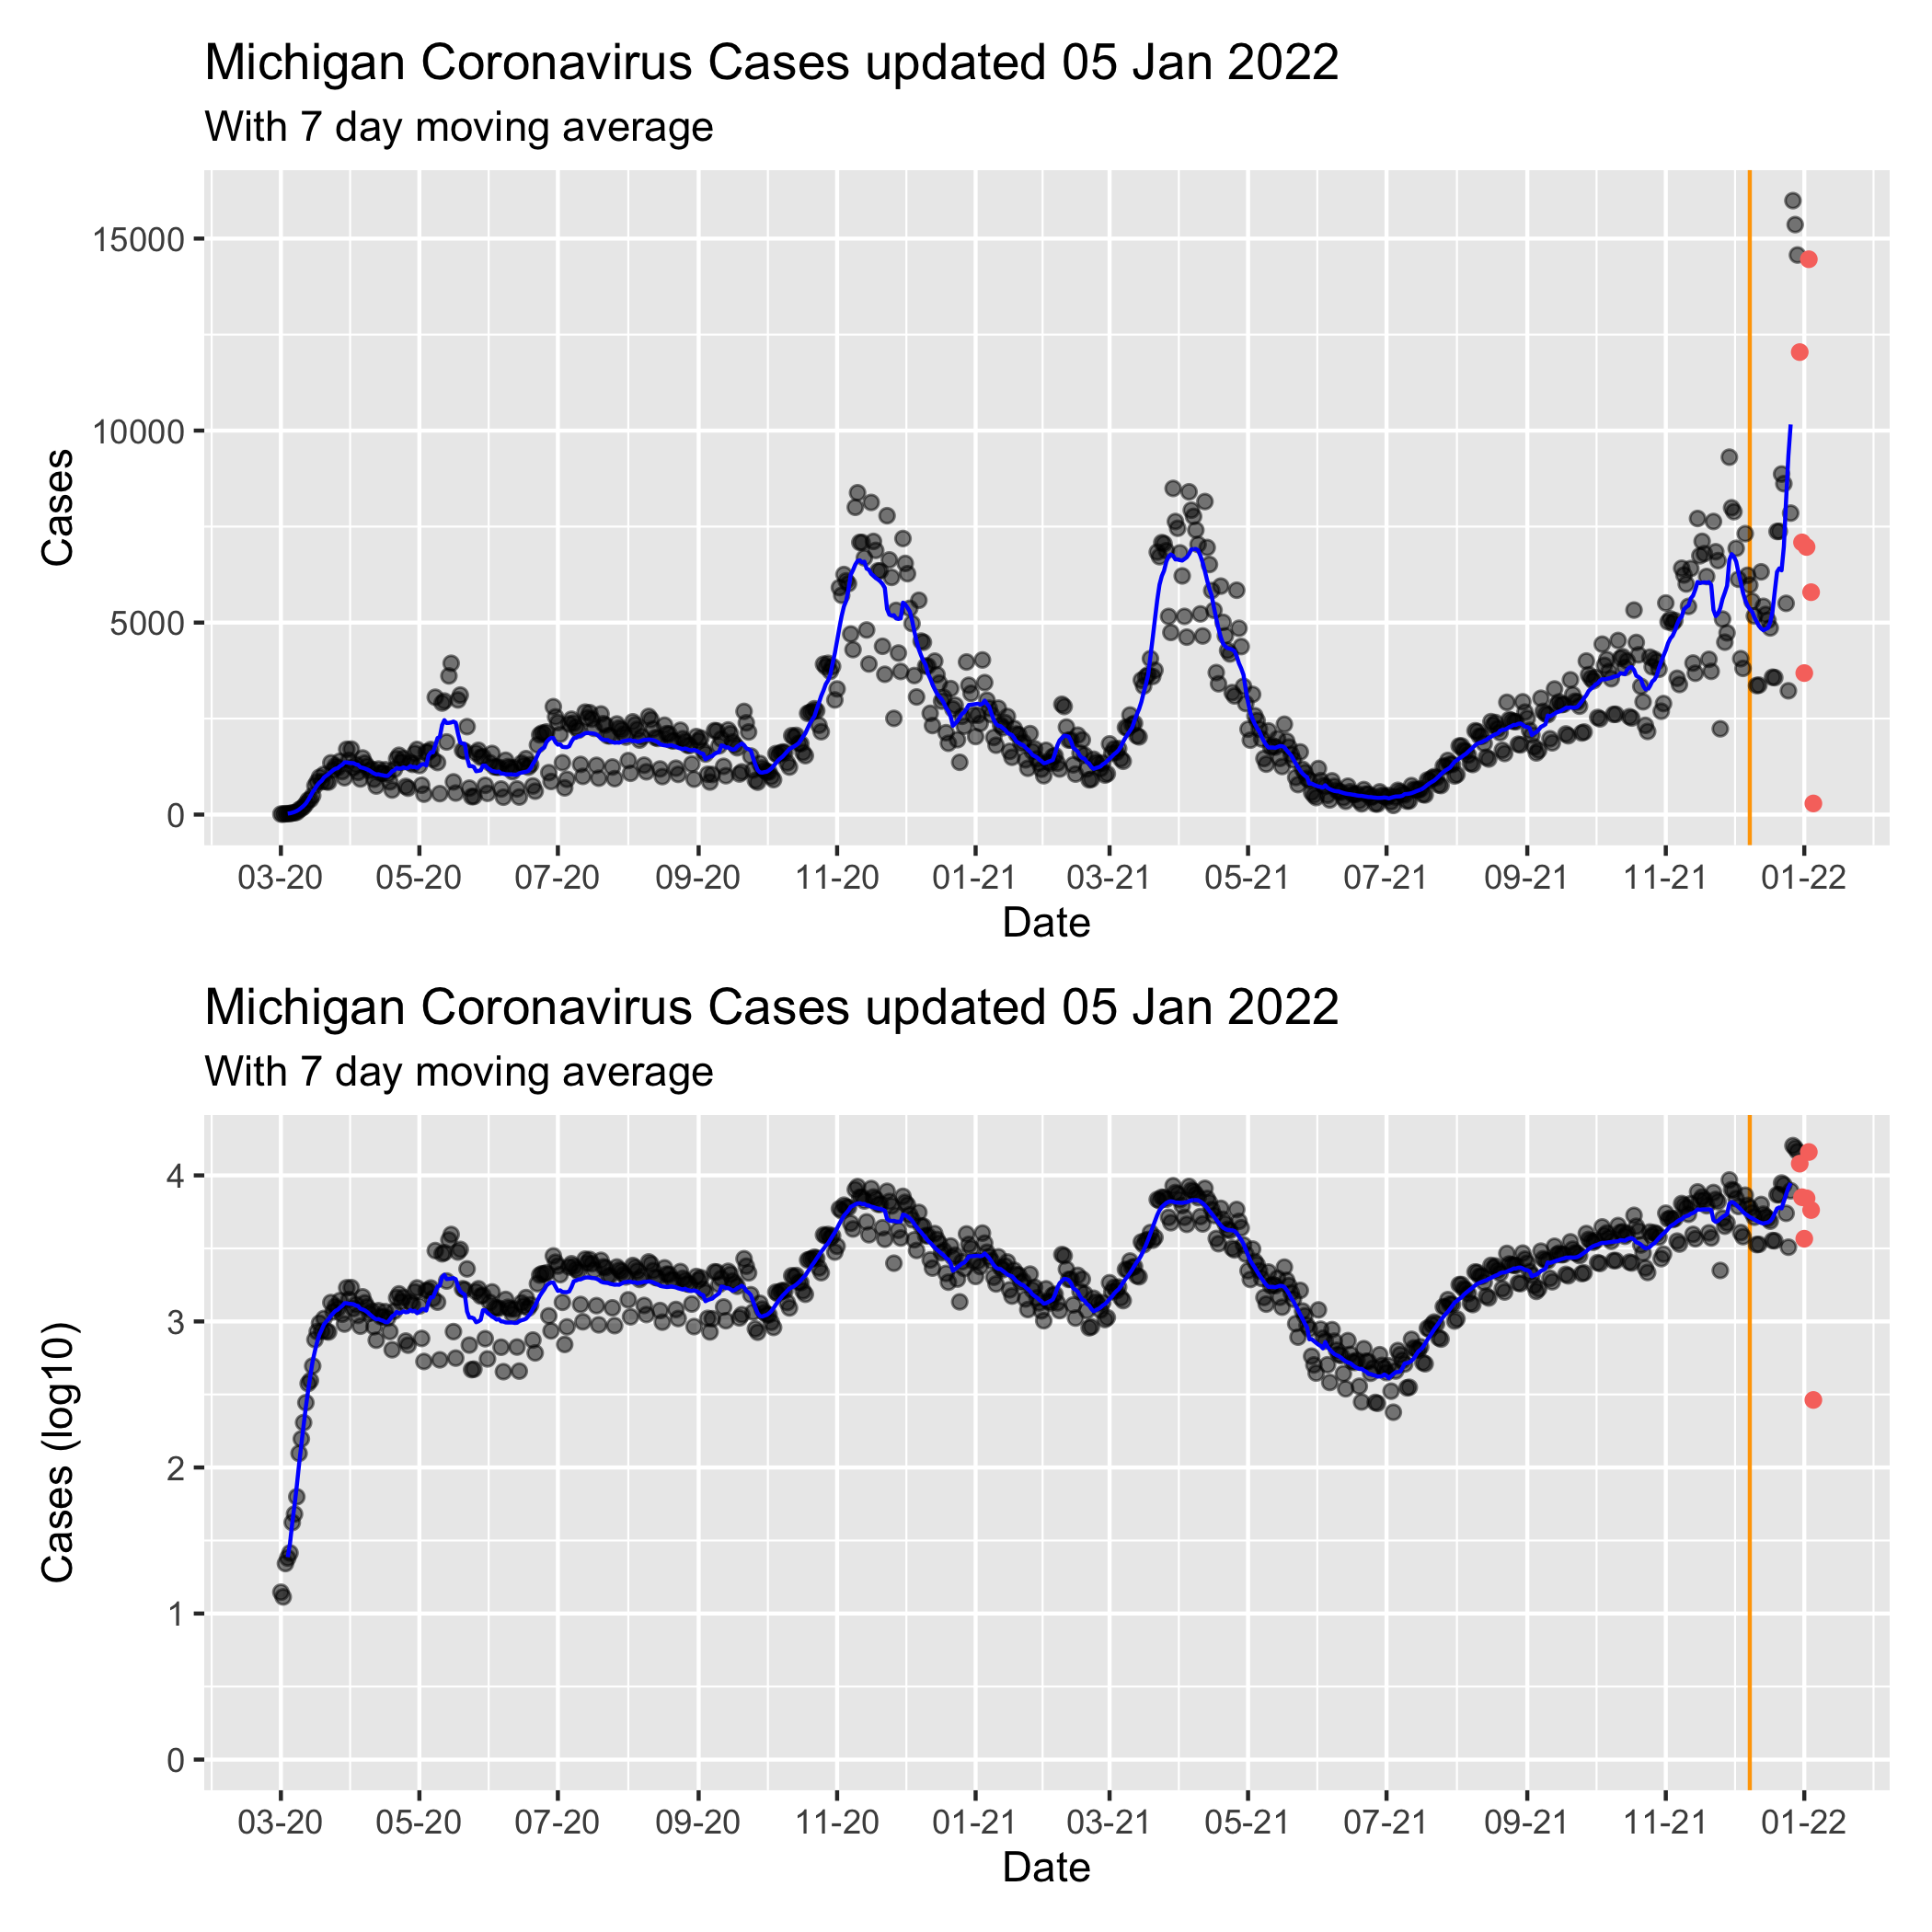 Michigan Coronavirus Cases updated 05 Jan 2022
With 7 day moving average
Cases
15000
10000
5000
0
03-20 05-20 07-20 09-20 11-20 01-21 03-21 05-21 07-21 09-21 11-21 01-22
Date
Michigan Coronavirus Cases updated 05 Jan 2022
With 7 day moving average
Cases (log10)
4
3
2
1
0
03-20 05-20 07-20 09-20 11-20 01-21 03-21 05-21 07-21 09-21 11-21 01-22
Date